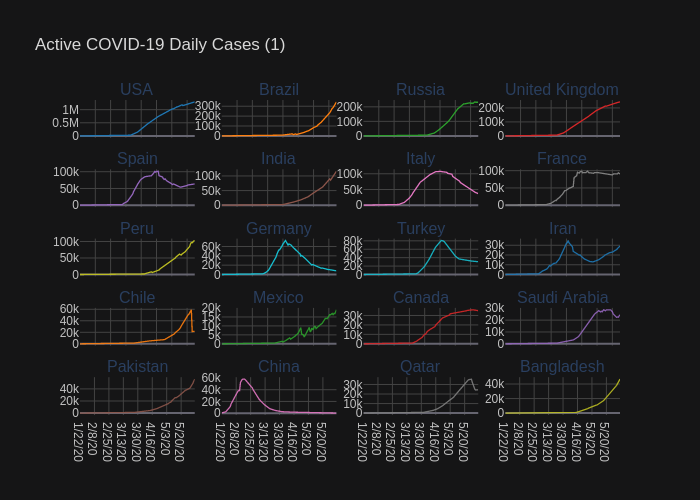 Active COVID-19 Daily Cases (1)
USA
Brazil
Russia
United Kingdom
1M
0.5M
0
300k
200k
100k
0
200k
100k
0
200k
100k
0
Spain
India
Italy
France
100k
50k
0
100k
50k
0
100k
50k
0
100k
50k
0
Peru
Germany
Turkey
Iran
100k
50k
0
60k
40k
20k
0
80k
60k
40k
20k
0
30k
20k
10k
0
Chile
Mexico
Canada
Saudi Arabia
60k
40k
20k
0
20k
15k
10k
5k
0
30k
20k
10k
0
30k
20k
10k
0
Pakistan
China
Qatar
Bangladesh
40k
20k
0
60k
40k
20k
0
30k
20k
10k
0
40k
20k
0
1/22/20
2/8/20
2/25/20
3/13/20
3/30/20
4/16/20
5/3/20
5/20/20
1/22/20
2/8/20
2/25/20
3/13/20
3/30/20
4/16/20
5/3/20
5/20/20
1/22/20
2/8/20
2/25/20
3/13/20
3/30/20
4/16/20
5/3/20
5/20/20
1/22/20
2/8/20
2/25/20
3/13/20
3/30/20
4/16/20
5/3/20
5/20/20